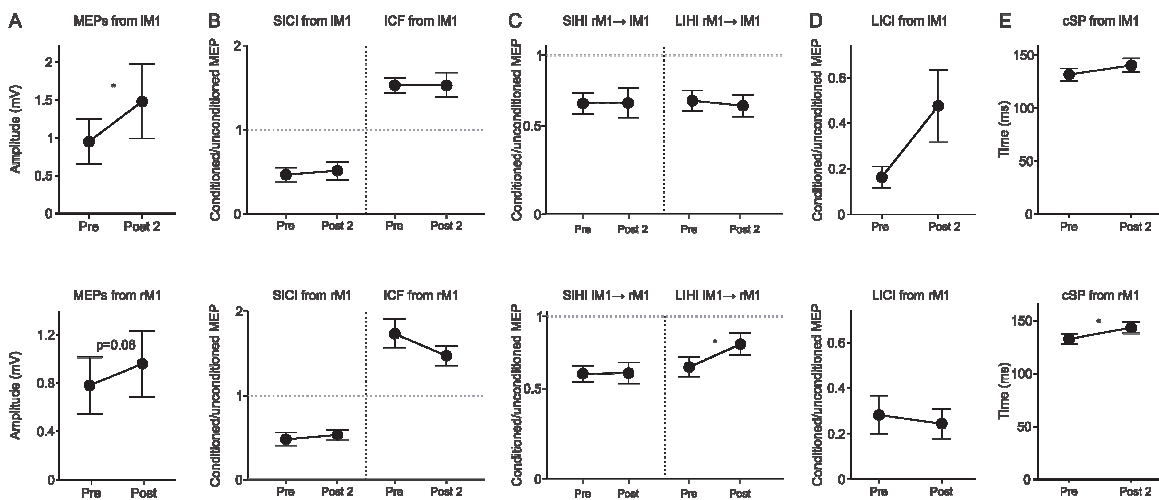 A
B
C
D
E
MEPs from lM1
Amplitude (mV)
2
1.5
1
0.5
0
*
Pre
Post 2
SICI from lM1
ICF from lM1
Conditioned/unconditioned MEP
2
1
0
Pre
Post 2
Pre
Post 2
SIHI rM1→ lM1
LIHI rM1→ lM1
Conditioned/unconditioned MEP
1
0.5
0
Pre
Post 2
Pre
Post 2
LICI from lM1
Conditioned/unconditioned MEP
0.6
0.4
0.2
0
Pre
Post 2
cSP from lM1
Time (ms)
150
100
50
0
Pre
Post 2
MEPs from rM1
Amplitude (mV)
1.2
0.8
0.4
0
p=0.06
Pre
Post
SICI from rM1
ICF from rM1
Conditioned/unconditioned MEP
2
1
0
Pre
Post 2
Pre
Post 2
SIHI lM1→ rM1
LIHI lM1→ rM1
Conditioned/unconditioned MEP
1
0.5
0
*
Pre
Post 2
Pre
Post 2
LICI from rM1
Conditioned/unconditioned MEP
0.6
0.4
0.2
0
Pre
Post
cSP from rM1
Time (ms)
150
100
50
0
*
Pre
Post 2